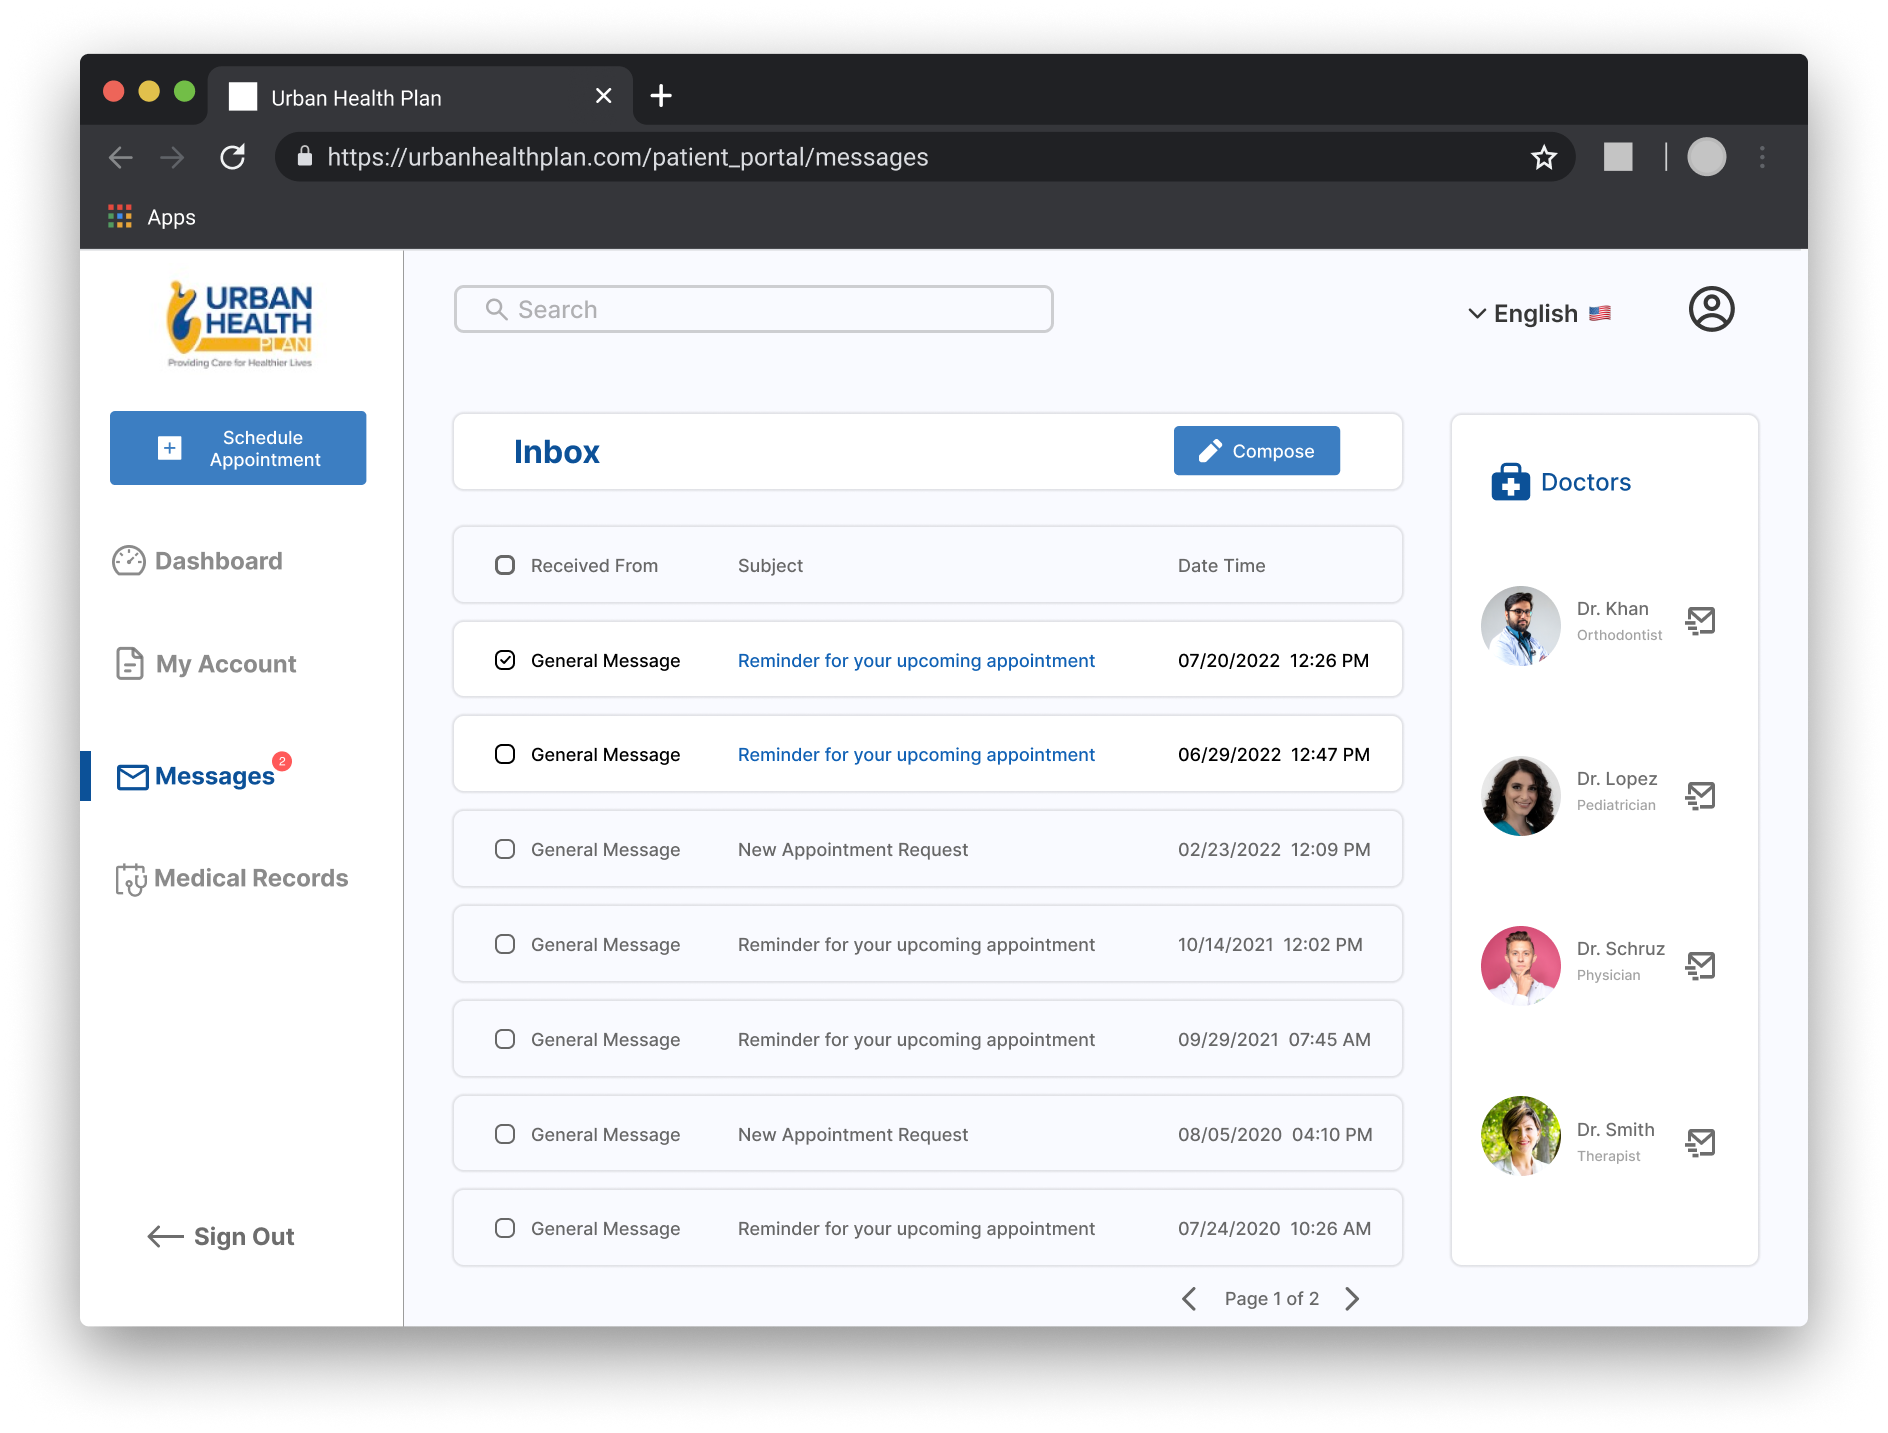 Urban Health Plan
https://urbanhealthplan.com/patient_portal/messages
Apps
URBAN
HEALTH
PLAN
Providing Care for Healthier Lives
Schedule
Appointment
Dashboard
My Account
Messages 2
Medical Records
Sign Out
Search
English
Inbox
Compose
Received From Subject Date Time
General Message Reminder for your upcoming appointment 07/20/2022 12:26 PM
General Message Reminder for your upcoming appointment 06/29/2022 12:47 PM
General Message New Appointment Request 02/23/2022 12:09 PM
General Message Reminder for your upcoming appointment 10/14/2021 12:02 PM
General Message Reminder for your upcoming appointment 09/29/2021 07:45 AM
General Message New Appointment Request 08/05/2020 04:10 PM
General Message Reminder for your upcoming appointment 07/24/2020 10:26 AM
Page 1 of 2
Doctors
Dr. Khan
Orthodontist
Dr. Lopez
Pediatrician
Dr. Schruz
Physician
Dr. Smith
Therapist